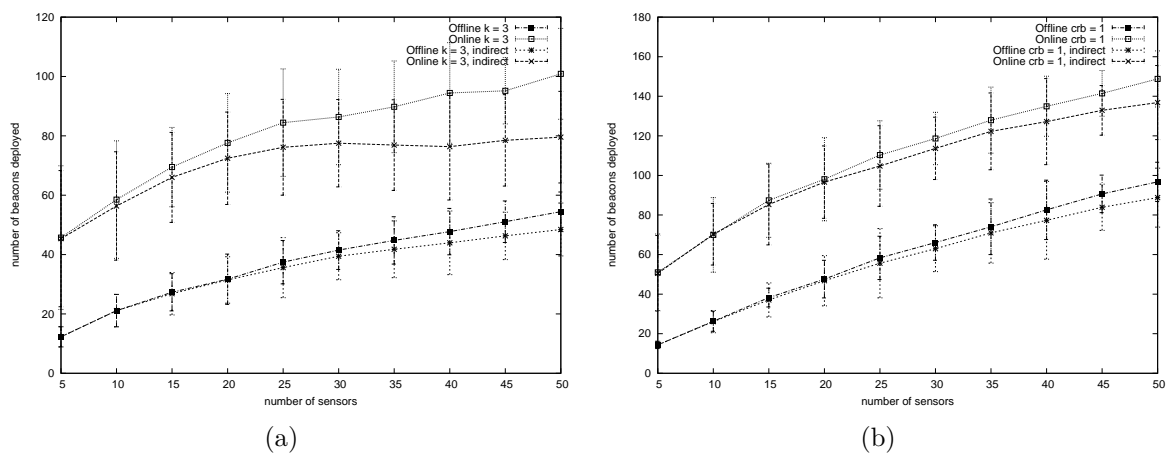 120
100
80
60
40
20
0
number of beacons deployed
Offline k = 3
Online k = 3
Offline k = 3, indirect
Online k = 3, indirect
5 10 15 20 25 30 35 40 45 50
number of sensors
(a)
180
160
140
120
100
80
60
40
20
0
number of beacons deployed
Offline crb = 1
Online crb = 1
Offline crb = 1, indirect
Online crb = 1, indirect
5 10 15 20 25 30 35 40 45 50
number of sensors
(b)